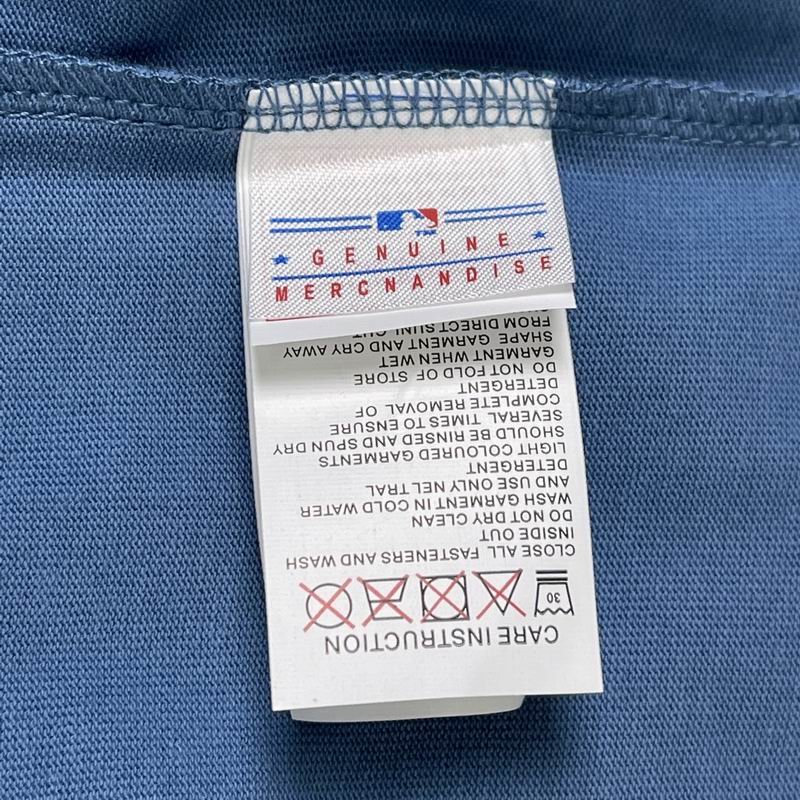 TM
GENUINE
MERCNANDISE
CARE INSTRUCTION
30
CLOSE ALL FASTENERS AND WASH
INSIDE OUT
DO NOT DRY CLEAN
WASH GARMENT IN COLD WATER
AND USE ONLY NEL TRAL
DETERGENT
LIGHT COLOURED GARMENTS
SHOULD BE RINSED AND SPUN DRY
SEVERAL TIMES TO ENSURE
COMPLETE REMOVAL OF
DETERGENT
DO NOT FOLD OF STORE
GARMENT WHEN WET
SHAPE GARMENT AND CRY AWAY
FROM DIRECT